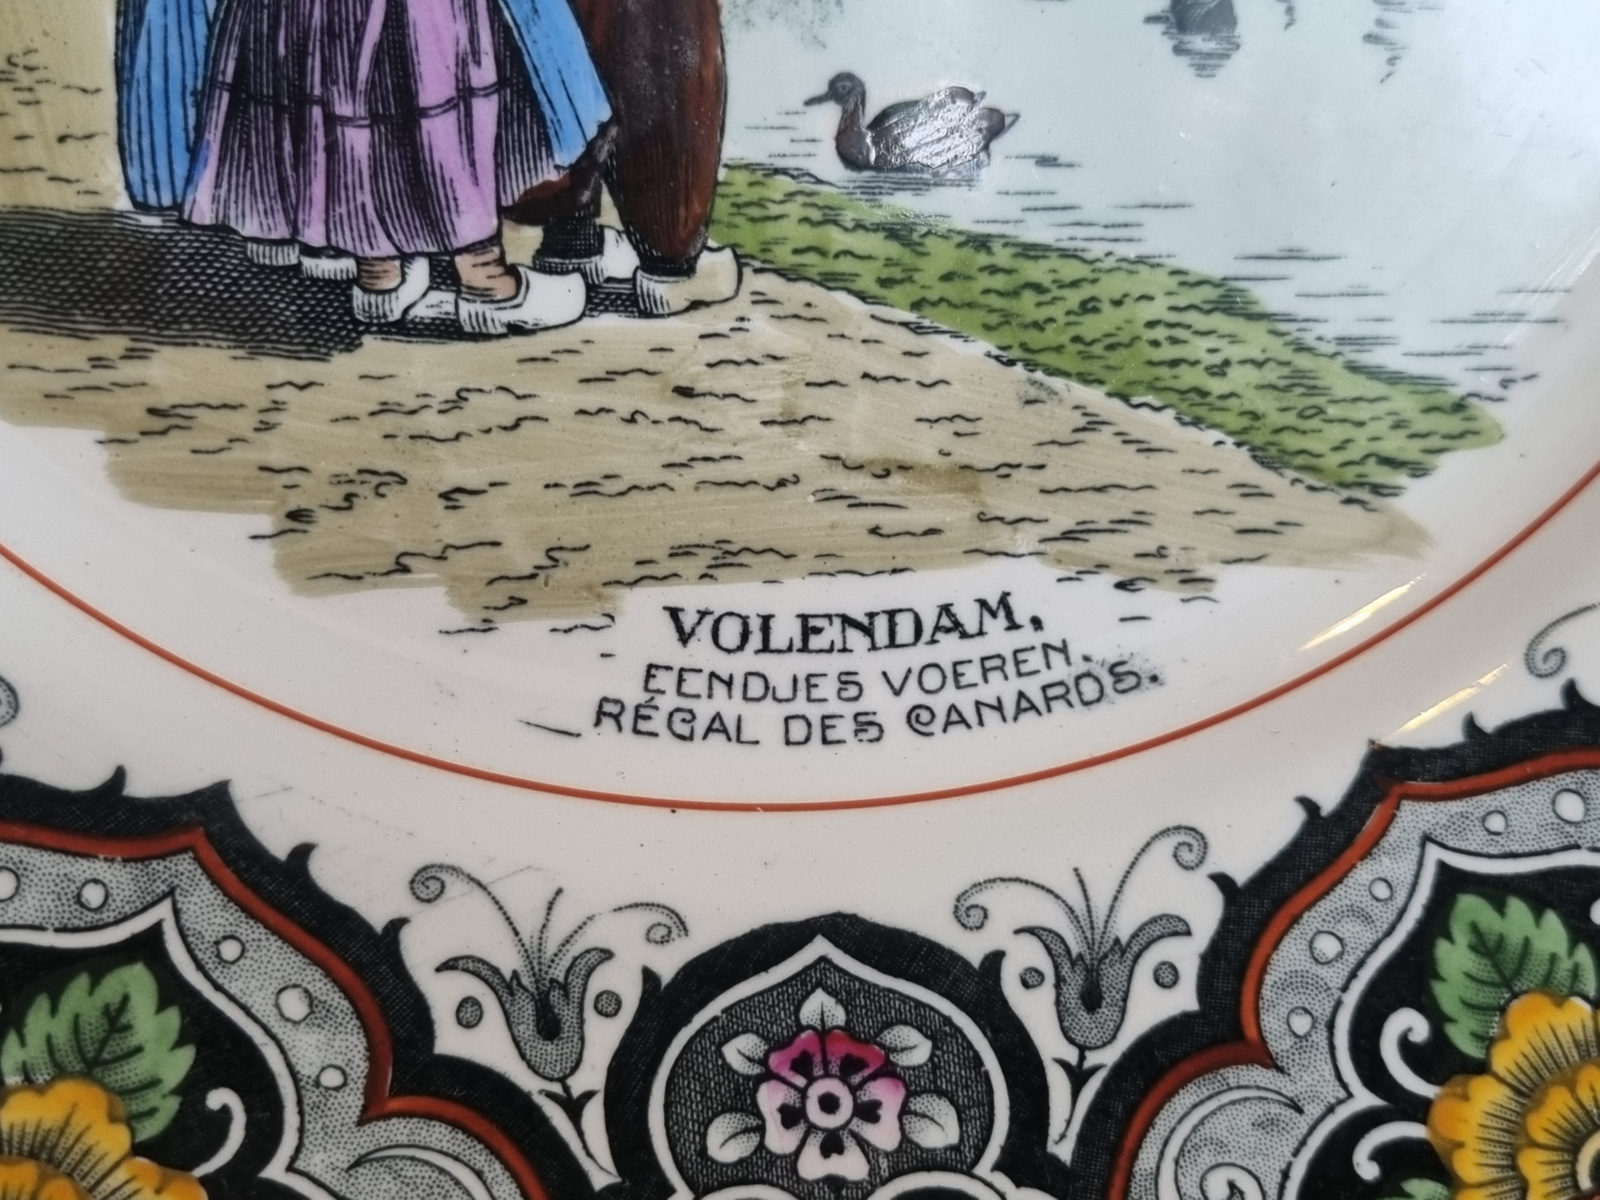 VOLENDAM.
EENDJES VOEREN.
RÉGAL DES CANARDS.